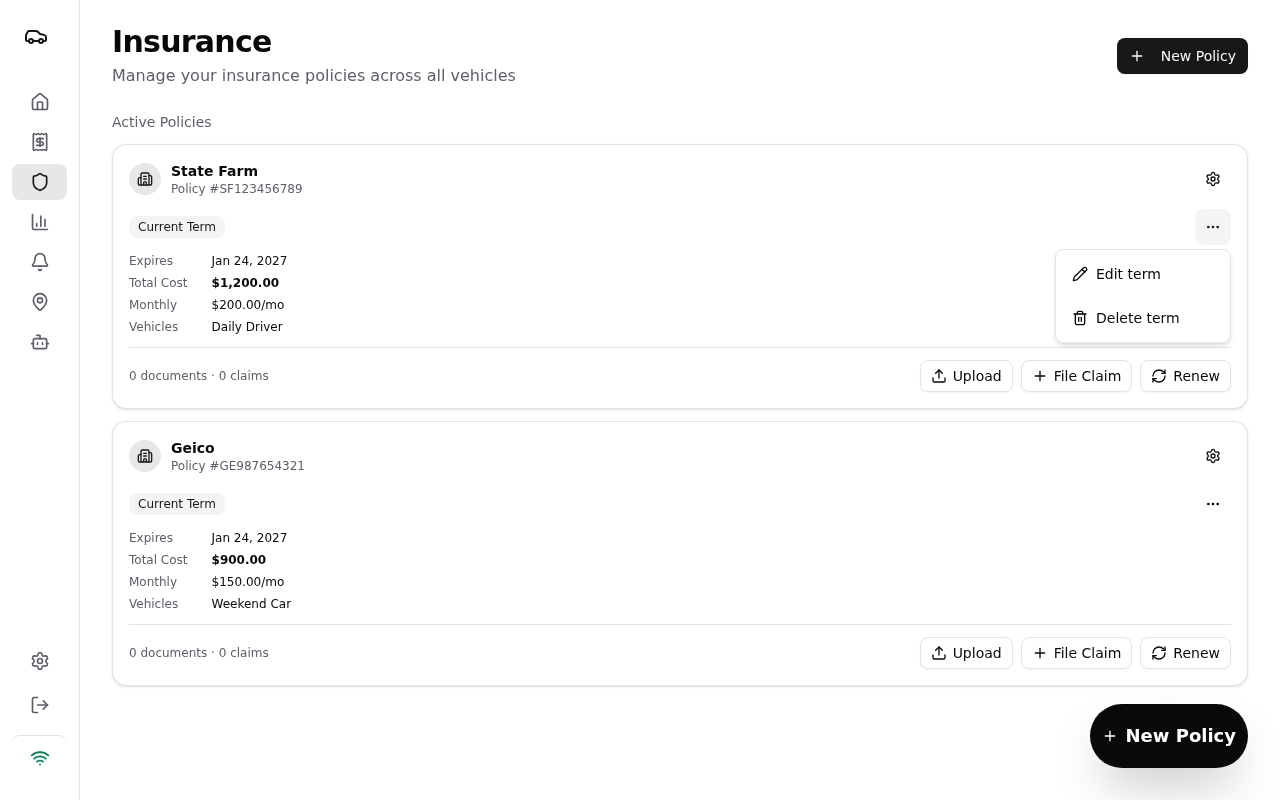 Insurance
Manage your insurance policies across all vehicles
New Policy
Active Policies
State Farm
Policy #SF123456789
Current Term
Expires Jan 24, 2027
Total Cost $1,200.00
Monthly $200.00/mo
Vehicles Daily Driver
Edit term
Delete term
0 documents · 0 claims
Upload
File Claim
Renew
Geico
Policy #GE987654321
Current Term
Expires Jan 24, 2027
Total Cost $900.00
Monthly $150.00/mo
Vehicles Weekend Car
0 documents · 0 claims
Upload
File Claim
Renew
New Policy